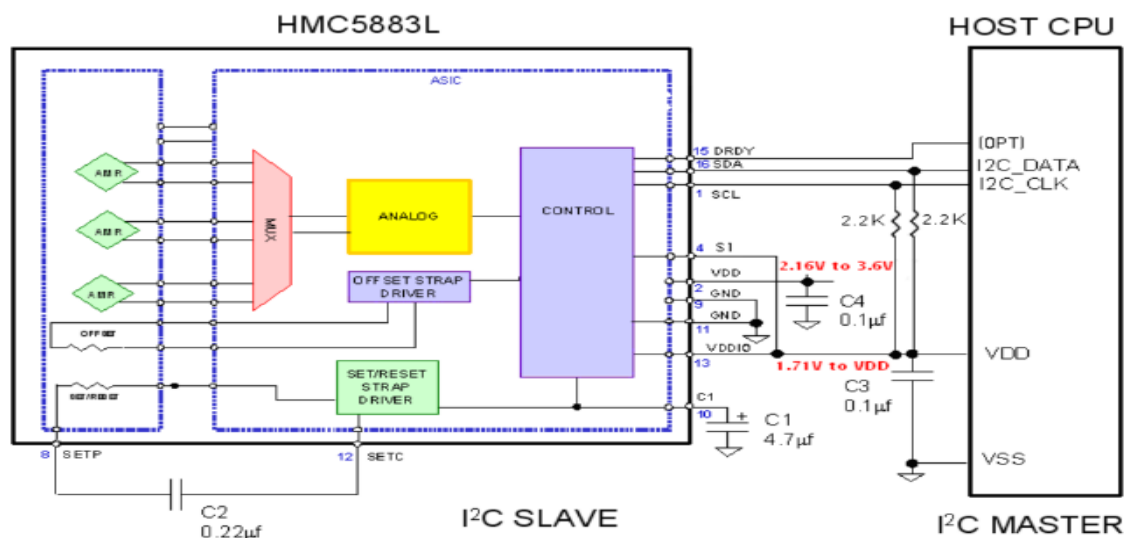 HMC5883L
HOST CPU
ASIC
AMR
AMR
AMR
MUX
ANALOG
CONTROL
OFFSET STRAP
DRIVER
OFFSET
SET/RESET
SET/RESET
STRAP
DRIVER
15 DRDY
16 SDA
1 SCL
4 S1
VDD
2 GND
9
GND
11
VDDIO
13
C1
10
2.16V to 3.6V
C4
0.1µf
1.71V to VDD
C3
0.1µf
C1
4.7µf
2.2K
2.2K
(OPT)
I2C_DATA
I2C_CLK
VDD
VSS
8 SETP
12 SETC
C2
0.22µf
I²C SLAVE
I²C MASTER